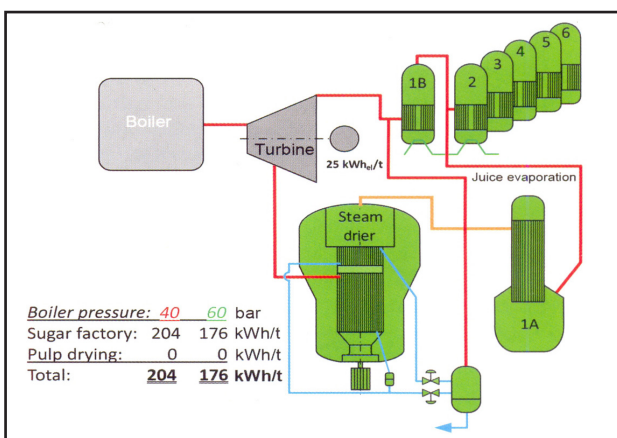 Boiler
Turbine
25 kWhel/t
1B
2
3
4
5
6
Juice evaporation
Steam
drier
1A
Boiler pressure: 40 60 bar
Sugar factory: 204 176 kWh/t
Pulp drying: 0 0 kWh/t
Total: 204 176 kWh/t